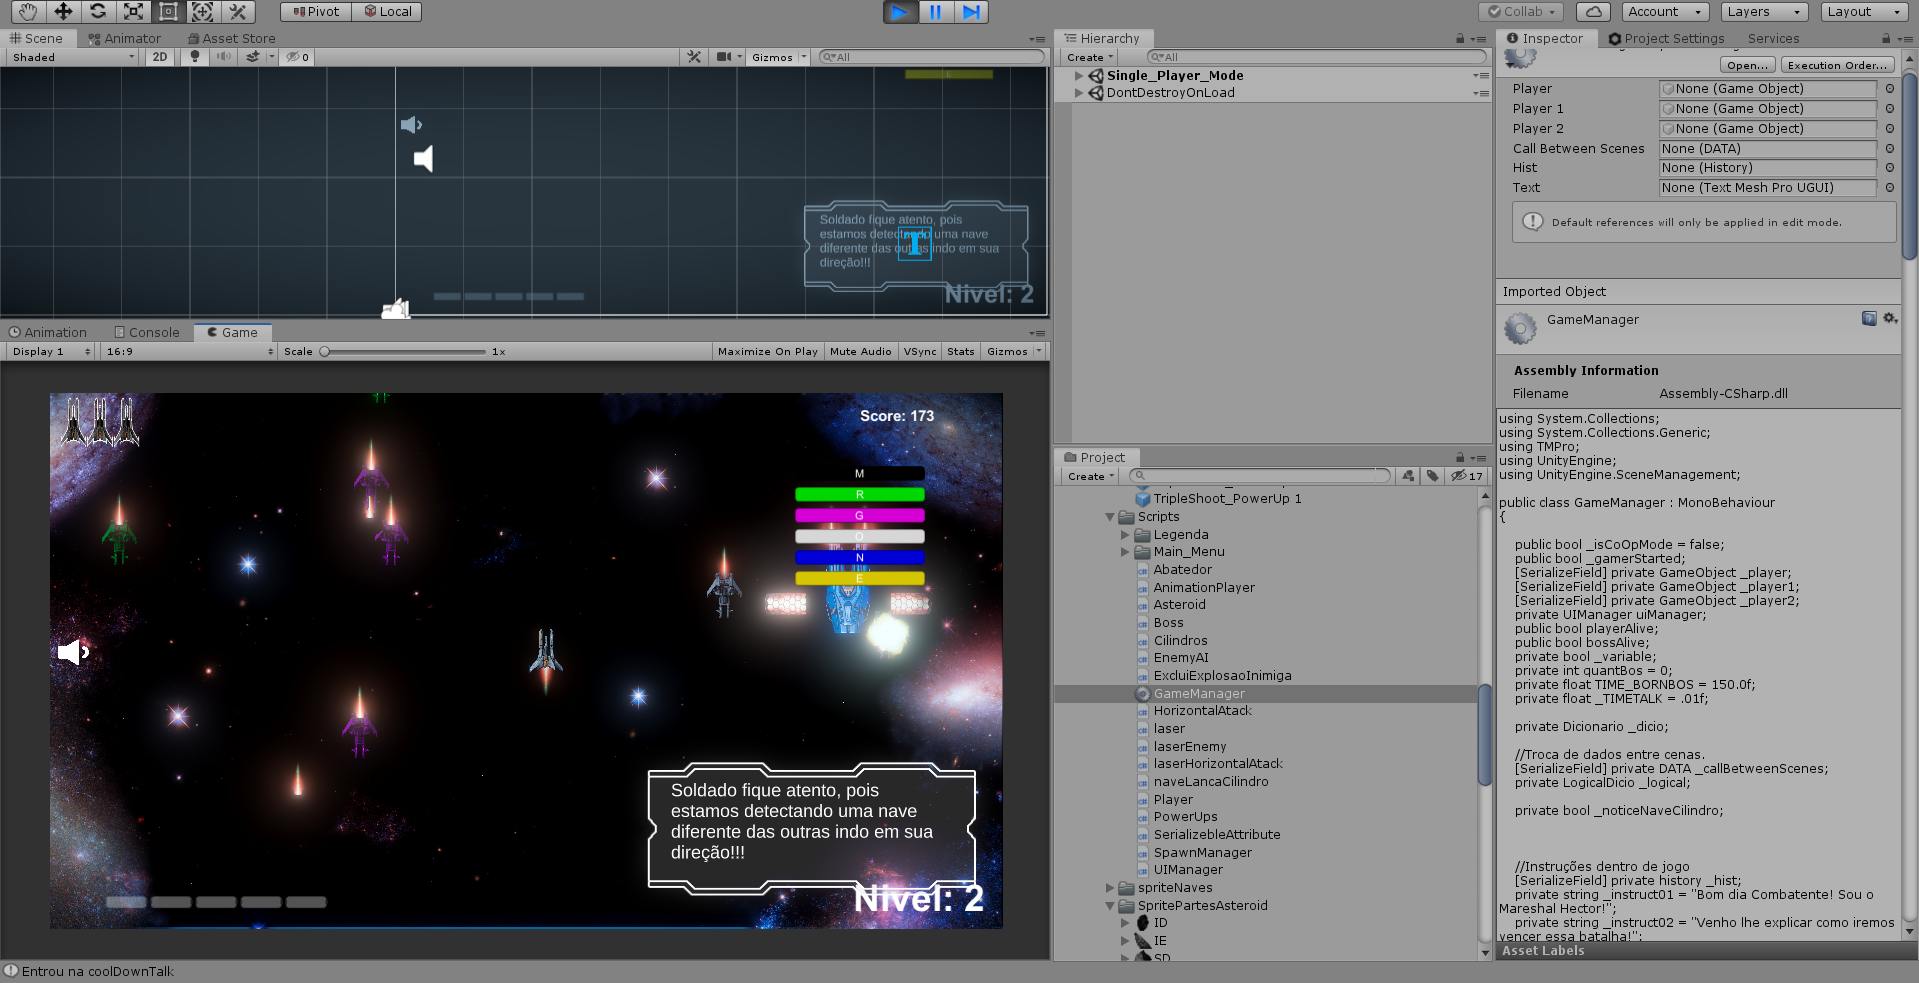 Pivot
Local
Collab
Account
Layers
Layout
Scene
Animator
Asset Store
Shaded
2D
0
Gizmos
All
Soldado fique atento, pois
estamos detectando uma nave
diferente das outras indo em sua
direção!!!
Nivel: 2
Animation
Console
Game
Display 1
16:9
Scale
1x
Maximize On Play
Mute Audio
VSync
Stats
Gizmos
Score: 173
M
R
G
O
N
E
Soldado fique atento, pois
estamos detectando uma nave
diferente das outras indo em sua
direção!!!
Nivel: 2
Entrou na coolDownTalk
Hierarchy
Create
All
Single_Player_Mode
DontDestroyOnLoad
Project
Create
17
TripleShoot_PowerUp 1
Scripts
Legenda
Main_Menu
Abatedor
AnimationPlayer
Asteroid
Boss
Cilindros
EnemyAI
ExcluiExplosaoInimiga
GameManager
HorizontalAtack
laser
laserEnemy
laserHorizontalAtack
naveLancaCilindro
Player
PowerUps
SerializebleAttribute
SpawnManager
UIManager
spriteNaves
SpritePartesAsteroid
ID
IE
SD
Inspector
Project Settings
Services
Open...
Execution Order...
Player
None (Game Object)
Player 1
None (Game Object)
Player 2
None (Game Object)
Call Between Scenes
None (DATA)
Hist
None (History)
Text
None (Text Mesh Pro UGUI)
Default references will only be applied in edit mode.
Imported Object
GameManager
Assembly Information
Filename
Assembly-CSharp.dll
using System.Collections;
using System.Collections.Generic;
using TMPro;
using UnityEngine;
using UnityEngine.SceneManagement;
public class GameManager : MonoBehaviour
{
public bool _isCoOpMode = false;
public bool _gamerStarted;
[SerializeField] private GameObject _player;
[SerializeField] private GameObject _player1;
[SerializeField] private GameObject _player2;
private UIManager uiManager;
public bool playerAlive;
public bool bossAlive;
private bool _variable;
private int quantBos = 0;
private float TIME_BORNBOS = 150.0f;
private float _TIMETALK = .01f;
private Dicionario _dicio;
//Troca de dados entre cenas.
[SerializeField] private DATA _callBetweenScenes;
private LogicalDicio _logical;
private bool _noticeNaveCilindro;
//Instruções dentro de jogo
[SerializeField] private history _hist;
private string _instruct01 = "Bom dia Combatente! Sou o
Mareshal Hector!";
private string _instruct02 = "Venho lhe explicar como iremos
vencer essa batalha!";
Asset Labels